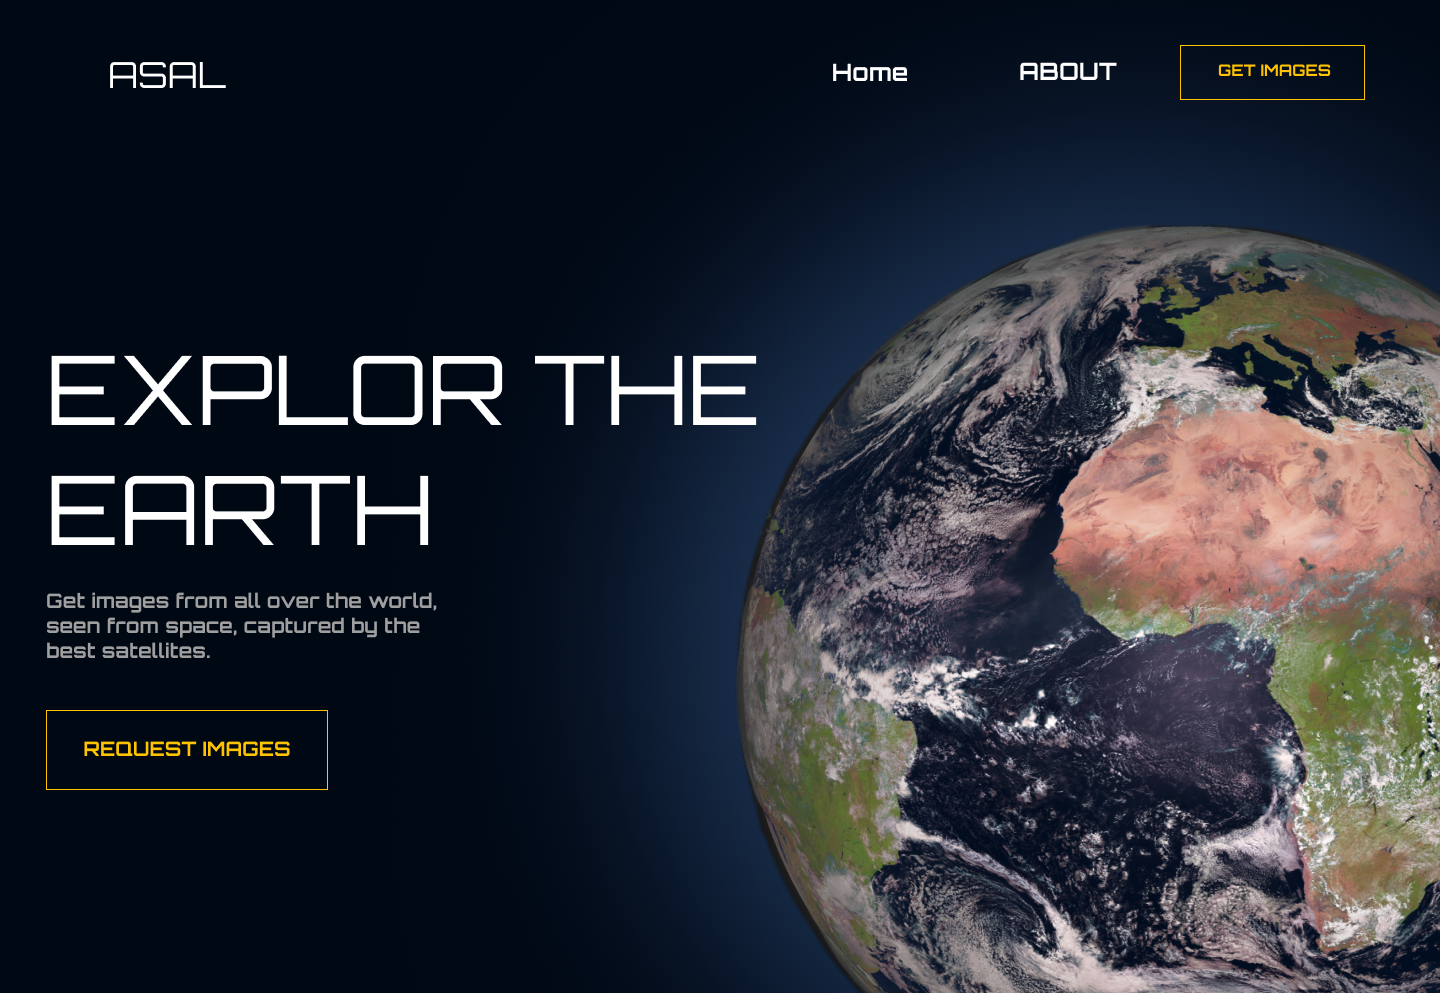 ASAL
Home
ABOUT
GET IMAGES
EXPLOR THE
EARTH
Get images from all over the world,
seen from space, captured by the
best satellites.
REQUEST IMAGES